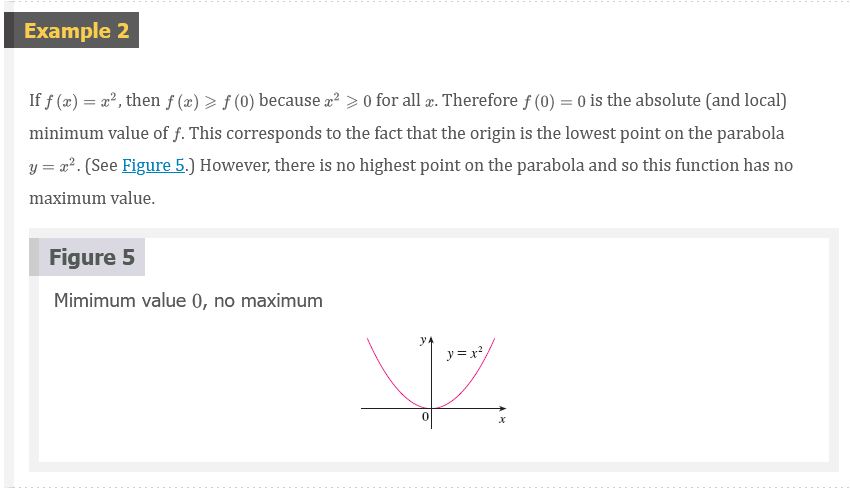 Example 2
If f (x) = x², then f (x) ⩾ f (0) because x² ⩾ 0 for all x. Therefore f (0) = 0 is the absolute (and local)
minimum value of f. This corresponds to the fact that the origin is the lowest point on the parabola
y = x². (See Figure 5.) However, there is no highest point on the parabola and so this function has no
maximum value.
Figure 5
Mimimum value 0, no maximum
y
y = x²
0
x